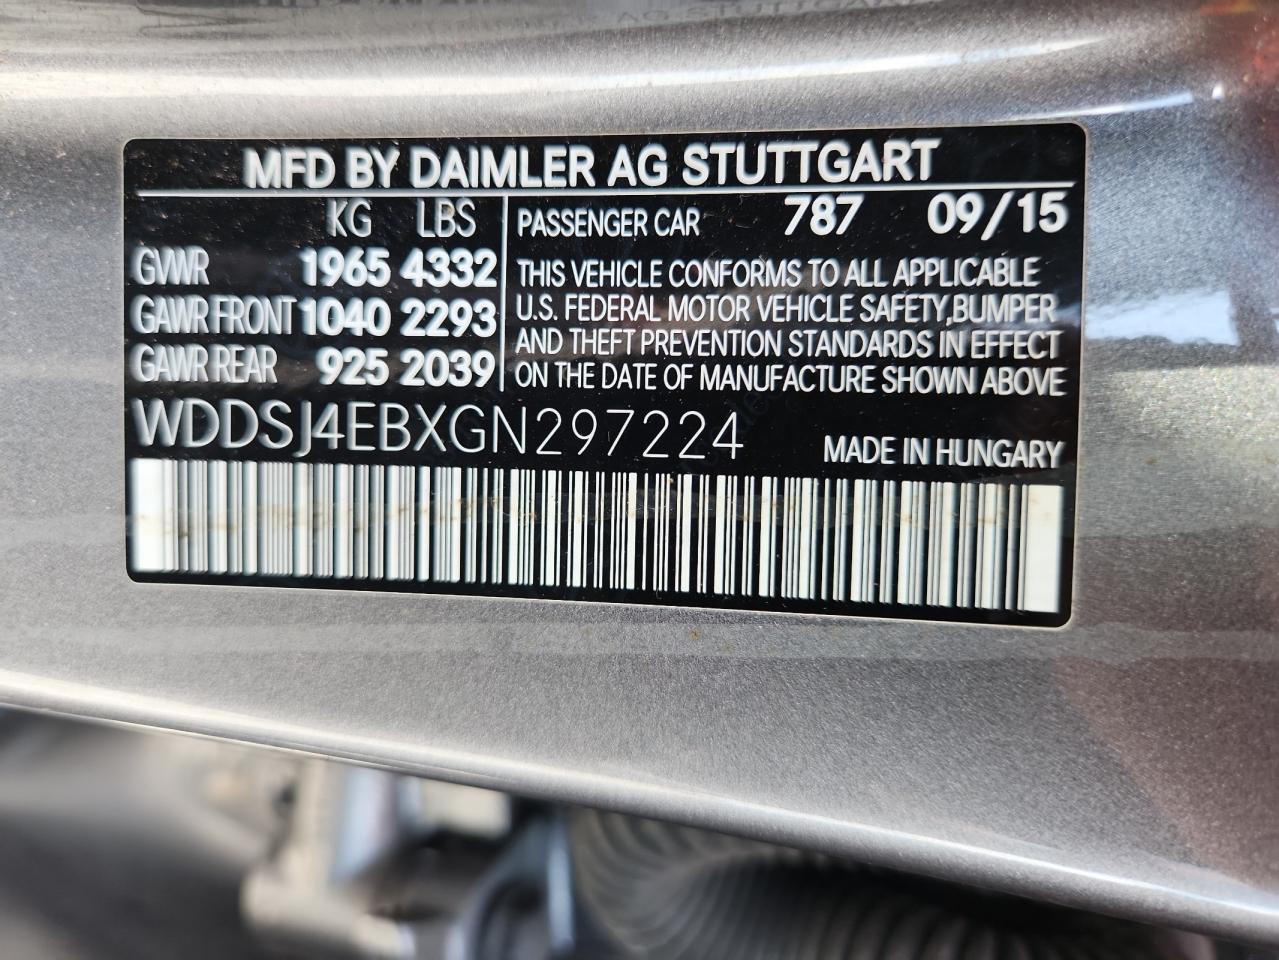 MFD BY DAIMLER AG STUTTGART
KG LBS
GVWR 1965 4332
GAWR FRONT 1040 2293
GAWR REAR 925 2039
PASSENGER CAR 787 09/15
THIS VEHICLE CONFORMS TO ALL APPLICABLE
U.S. FEDERAL MOTOR VEHICLE SAFETY,BUMPER
AND THEFT PREVENTION STANDARDS IN EFFECT
ON THE DATE OF MANUFACTURE SHOWN ABOVE
WDDSJ4EBXGN297224
MADE IN HUNGARY